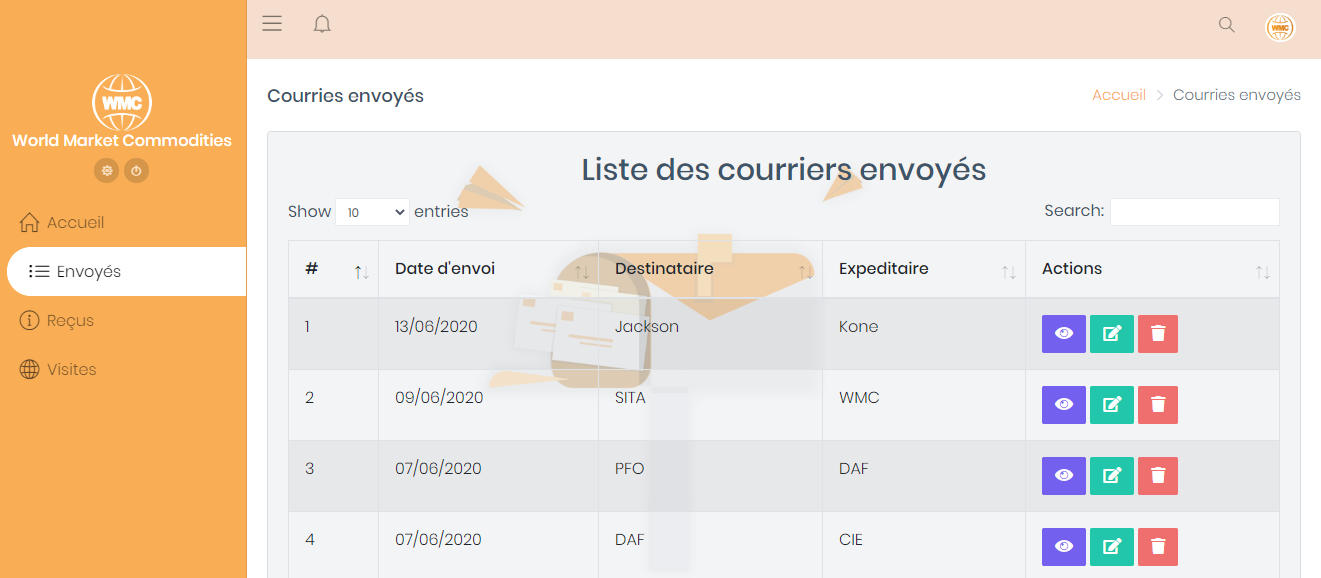 WMC
World Market Commodities
Accueil
Envoyés
Reçus
Visites
WMC
Courries envoyés
Accueil > Courries envoyés
Liste des courriers envoyés
Show 10 entries Search:
# Date d'envoi Destinataire Expeditaire Actions
1 13/06/2020 Jackson Kone
2 09/06/2020 SITA WMC
3 07/06/2020 PFO DAF
4 07/06/2020 DAF CIE